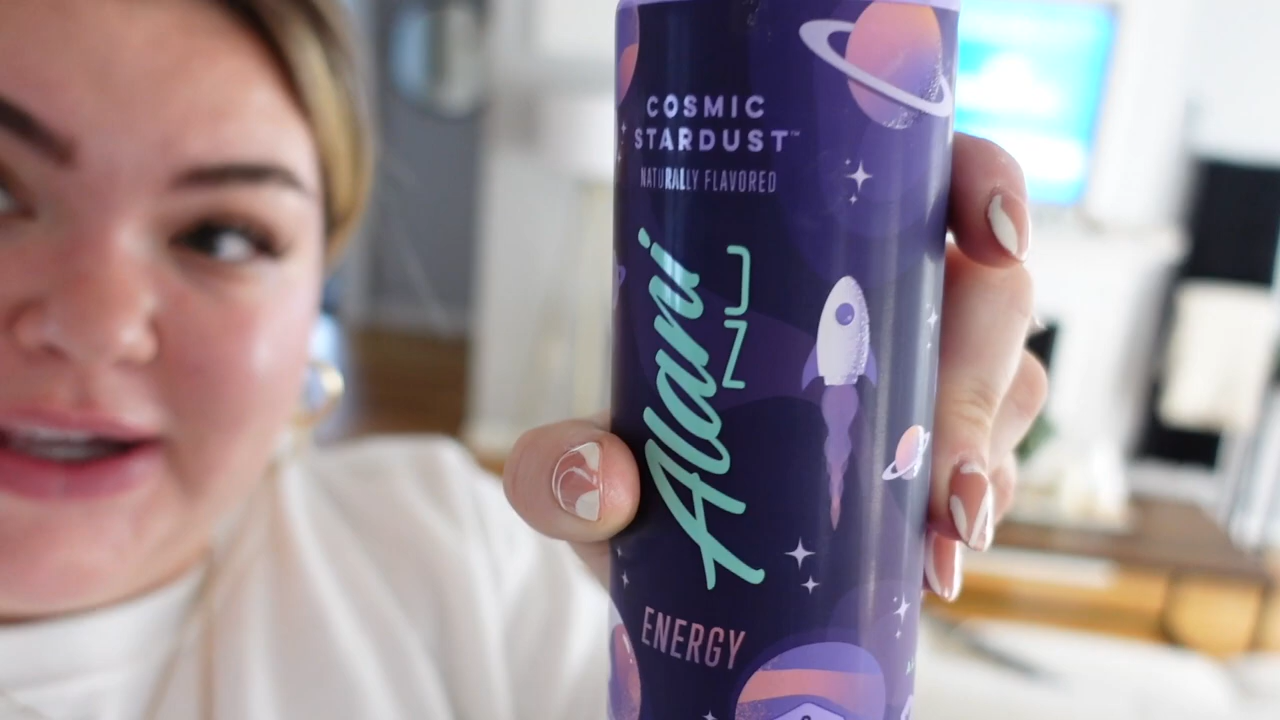 COSMIC
STARDUST™
NATURALLY FLAVORED
Alani
NU
ENERGY